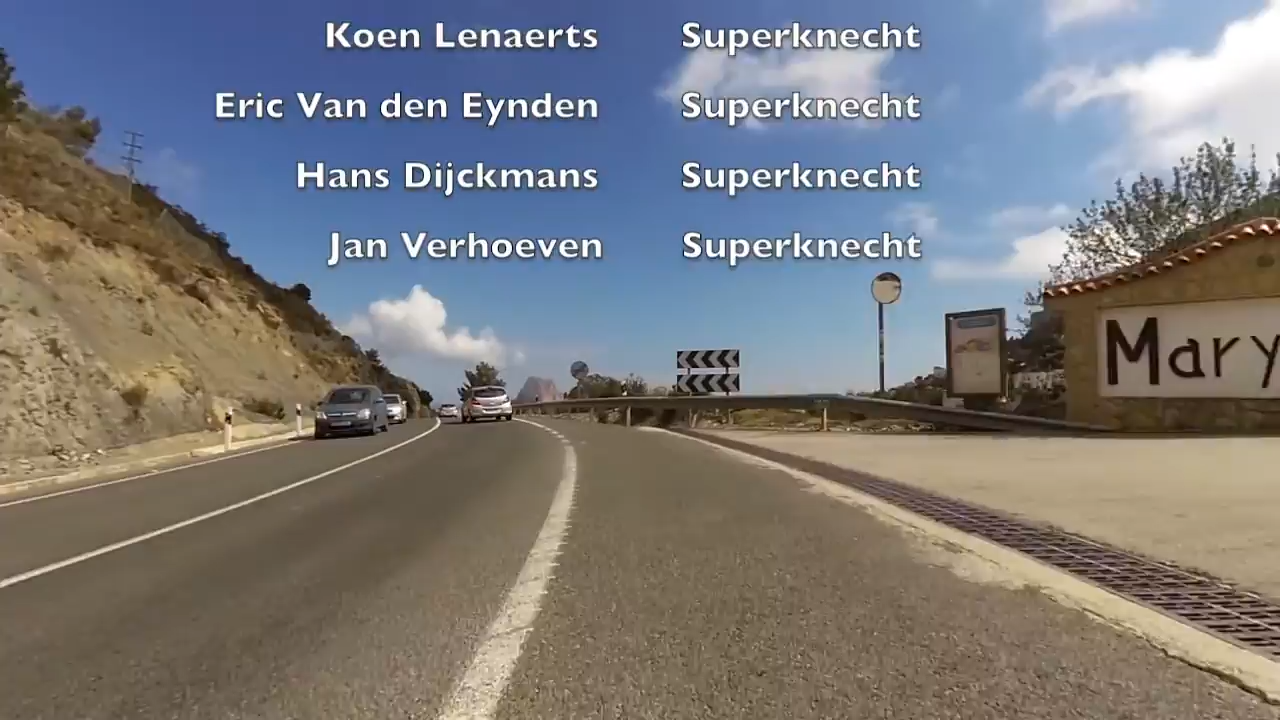 Koen Lenaerts Superknecht
Eric Van den Eynden Superknecht
Hans Dijckmans Superknecht
Jan Verhoeven Superknecht
Mary